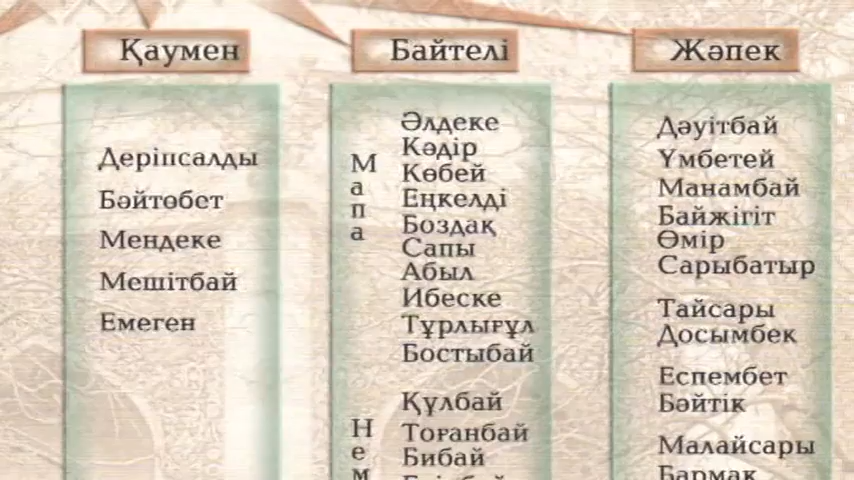 Қаумен
Деріпсалды
Бәйтөбет
Мендеке
Мешітбай
Емеген
Байтелі
Мапа
Әлдеке
Кәдір
Көбей
Еңкелді
Боздақ
Сапы
Абыл
Ибеске
Тұрлығұл
Бостыбай
Құлбай
Тоғанбай
Бибай
Жәпек
Дәуітбай
Үмбетей
Манамбай
Байжігіт
Өмір
Сарыбатыр
Тайсары
Досымбек
Еспембет
Бәйтік
Малайсары
Бармак